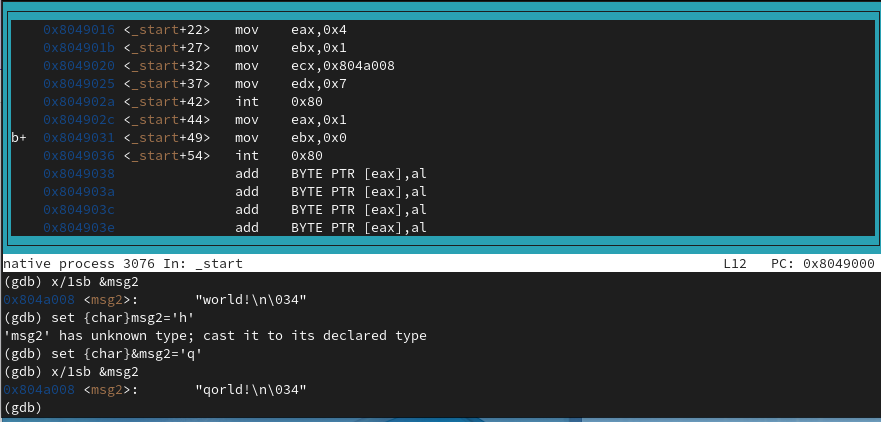 0x8049016 <_start+22> mov eax,0x4
0x804901b <_start+27> mov ebx,0x1
0x8049020 <_start+32> mov ecx,0x804a008
0x8049025 <_start+37> mov edx,0x7
0x804902a <_start+42> int 0x80
0x804902c <_start+44> mov eax,0x1
b+ 0x8049031 <_start+49> mov ebx,0x0
0x8049036 <_start+54> int 0x80
0x8049038 add BYTE PTR [eax],al
0x804903a add BYTE PTR [eax],al
0x804903c add BYTE PTR [eax],al
0x804903e add BYTE PTR [eax],al
native process 3076 In: _start L12 PC: 0x8049000
(gdb) x/1sb &msg2
0x804a008 <msg2>: "world!\n\034"
(gdb) set {char}msg2='h'
'msg2' has unknown type; cast it to its declared type
(gdb) set {char}&msg2='q'
(gdb) x/1sb &msg2
0x804a008 <msg2>: "qorld!\n\034"
(gdb)